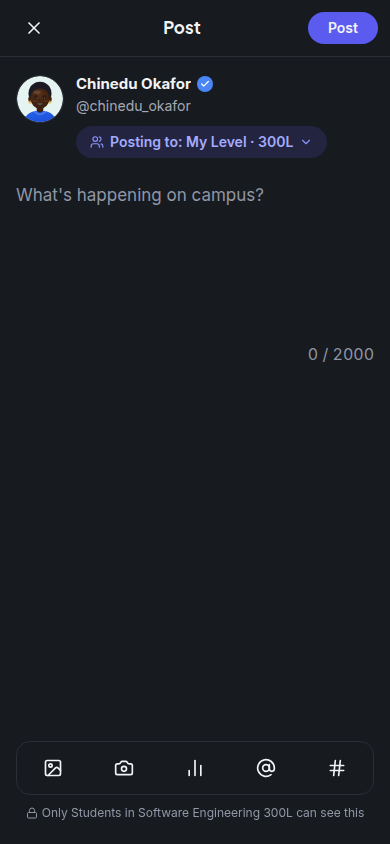 Post
Post
Chinedu Okafor
@chinedu_okafor
Posting to: My Level · 300L
What's happening on campus?
0 / 2000
Only Students in Software Engineering 300L can see this